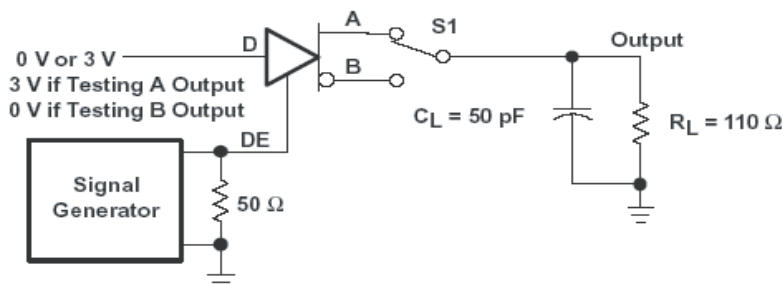 A
S1
D
0 V or 3 V
Output
3 V if Testing A Output
B
0 V if Testing B Output
CL = 50 pF
RL = 110 Ω
DE
Signal
Generator
50 Ω